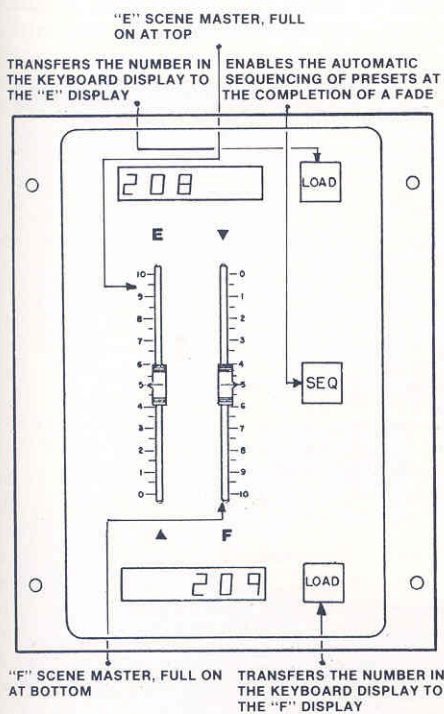 "E" SCENE MASTER, FULL
ON AT TOP
TRANSFERS THE NUMBER IN
THE KEYBOARD DISPLAY TO
THE "E" DISPLAY
ENABLES THE AUTOMATIC
SEQUENCING OF PRESETS AT
THE COMPLETION OF A FADE
208
LOAD
E ▼
10 0
9 1
8 2
7 3
6 4
5 5
4 6
3 7
2 8
1 9
0 10
SEQ
▲ F
209
LOAD
"F" SCENE MASTER, FULL ON
AT BOTTOM
TRANSFERS THE NUMBER IN
THE KEYBOARD DISPLAY TO
THE "F" DISPLAY